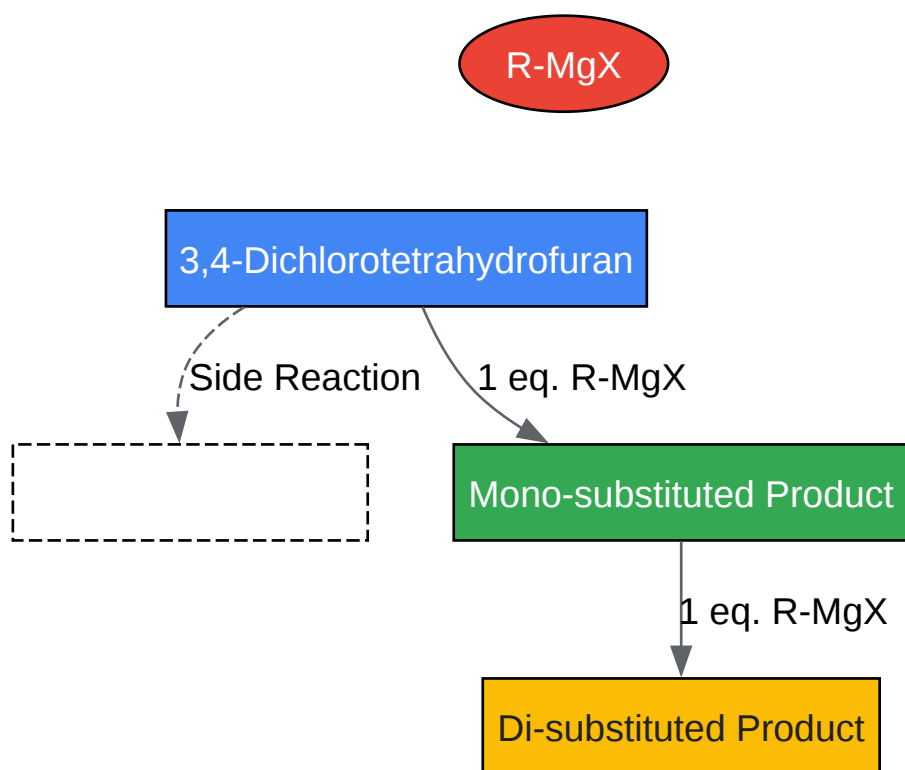 R-MgX
3,4-Dichlorotetrahydrofuran
Side Reaction
1 eq. R-MgX
Mono-substituted Product
1 eq. R-MgX
Di-substituted Product